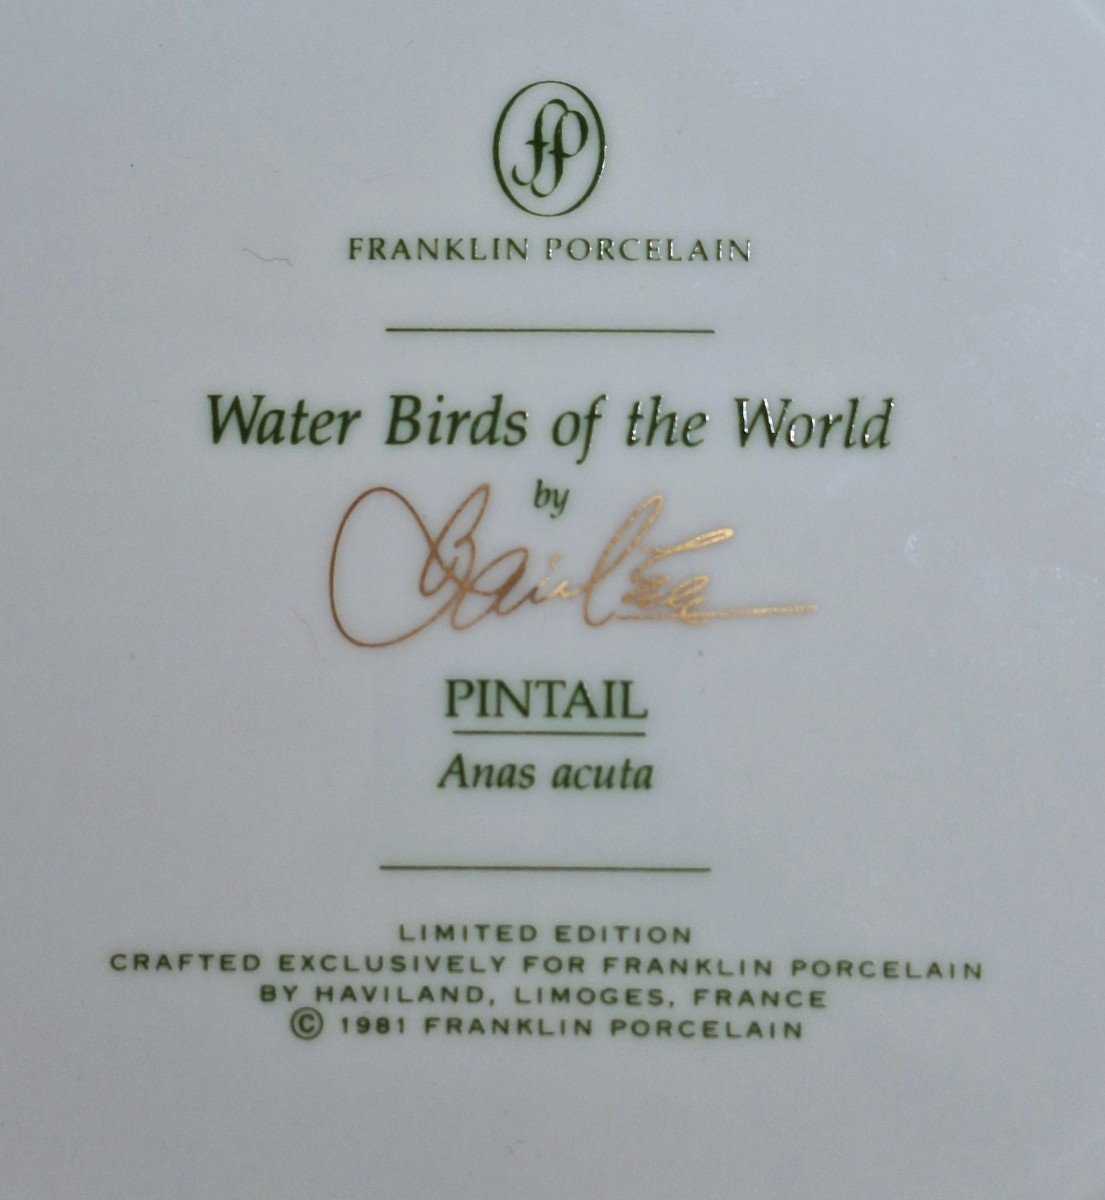 fp
FRANKLIN PORCELAIN
Water Birds of the World
by
PINTAIL
Anas acuta
LIMITED EDITION
CRAFTED EXCLUSIVELY FOR FRANKLIN PORCELAIN
BY HAVILAND, LIMOGES, FRANCE
© 1981 FRANKLIN PORCELAIN